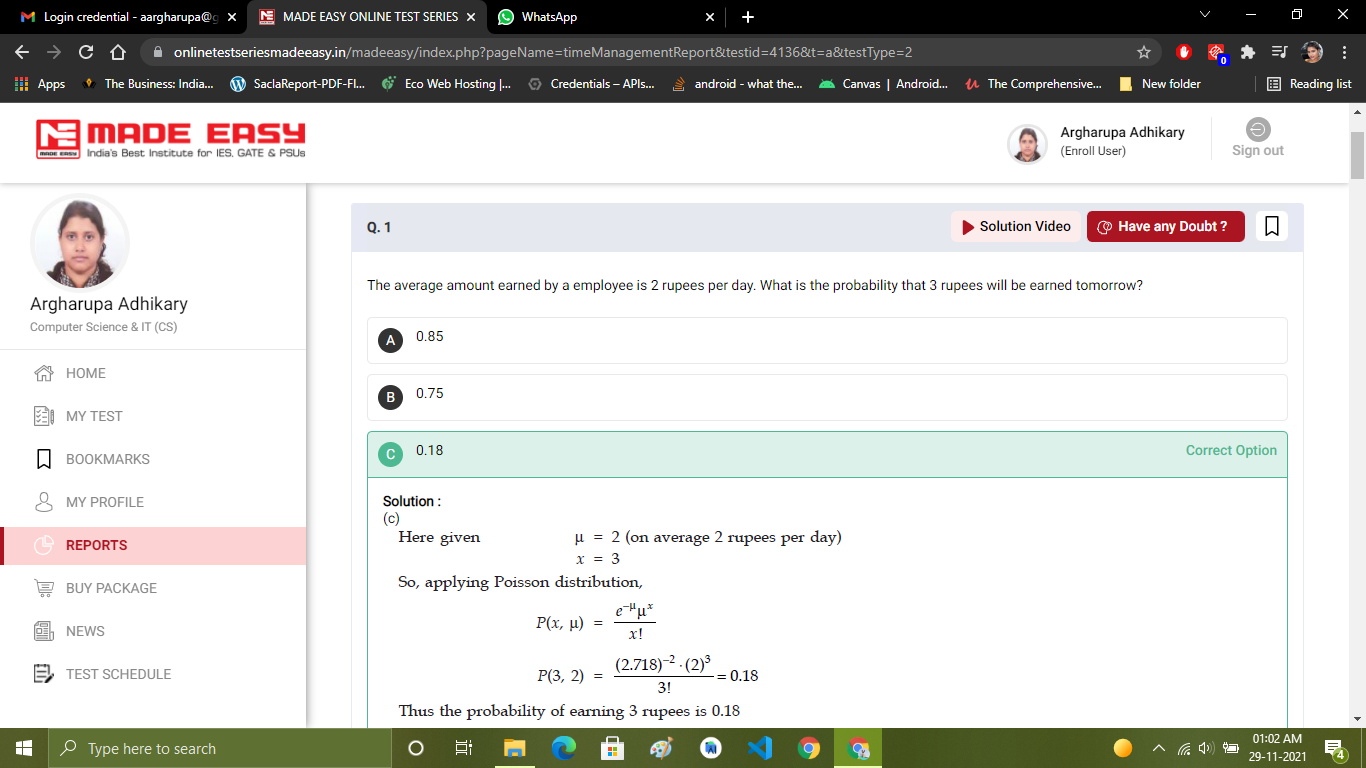 Login credential - aargharupa@g
MADE EASY ONLINE TEST SERIES
WhatsApp
onlinetestseriesmadeeasy.in/madeeasy/index.php?pageName=timeManagementReport&testid=4136&t=a&testType=2
0
Apps
The Business: India...
SaclaReport-PDF-Fl...
Eco Web Hosting |...
Credentials – APIs...
android - what the...
Canvas | Android...
The Comprehensive...
New folder
Reading list
MADE EASY
MADE EASY
India's Best Institute for IES, GATE & PSUs
Argharupa Adhikary
(Enroll User)
Sign out
Argharupa Adhikary
Computer Science & IT (CS)
HOME
MY TEST
BOOKMARKS
MY PROFILE
REPORTS
BUY PACKAGE
NEWS
TEST SCHEDULE
Q. 1
Solution Video
Have any Doubt ?
The average amount earned by a employee is 2 rupees per day. What is the probability that 3 rupees will be earned tomorrow?
A 0.85
B 0.75
C 0.18 Correct Option
Solution :
(c)
Here given μ = 2 (on average 2 rupees per day)
x = 3
So, applying Poisson distribution,
P(x, μ) = e^{−μ}μ^x / x!
P(3, 2) = (2.718)^{−2} · (2)^3 / 3! = 0.18
Thus the probability of earning 3 rupees is 0.18
Type here to search
01:02 AM
29-11-2021
4